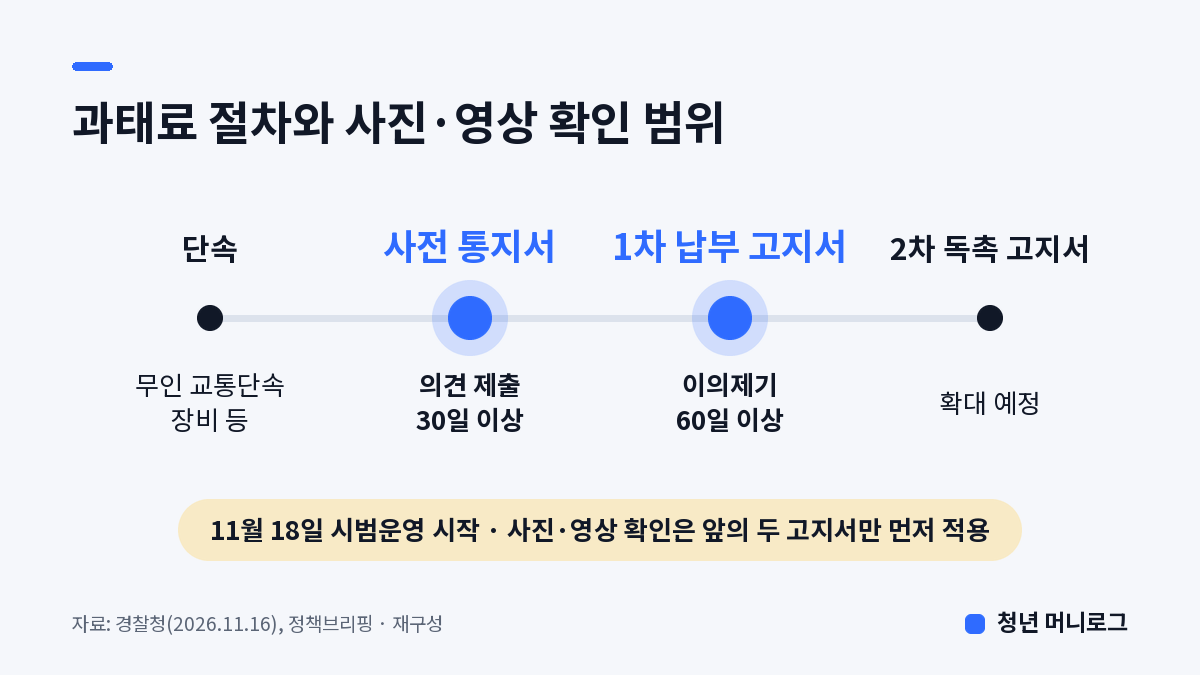 과태료 절차와 사진·영상 확인 범위
단속
사전 통지서
1차 납부 고지서
2차 독촉 고지서
무인 교통단속
장비 등
의견 제출
30일 이상
이의제기
60일 이상
확대 예정
11월 18일 시범운영 시작 · 사진·영상 확인은 앞의 두 고지서만 먼저 적용
자료: 경찰청(2026.11.16), 정책브리핑 · 재구성
청년 머니로그